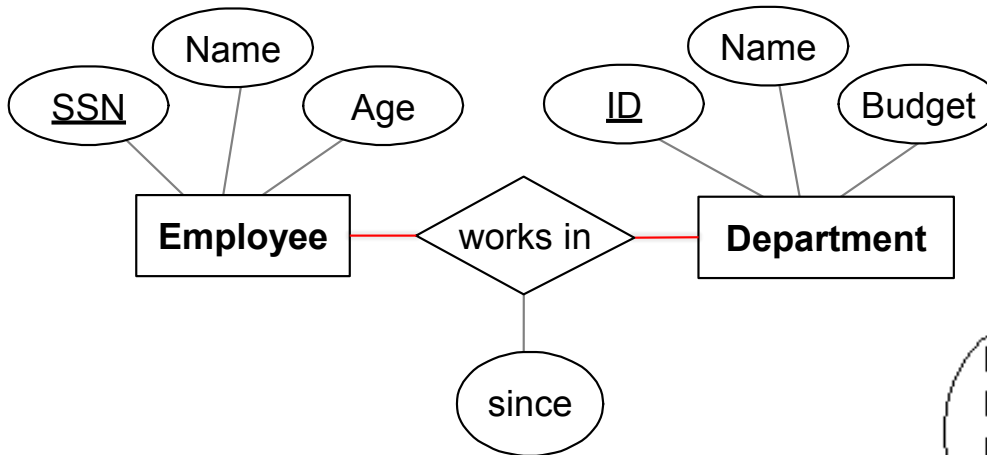 Name
Name
SSN
Age
ID
Budget
Employee
works in
Department
since